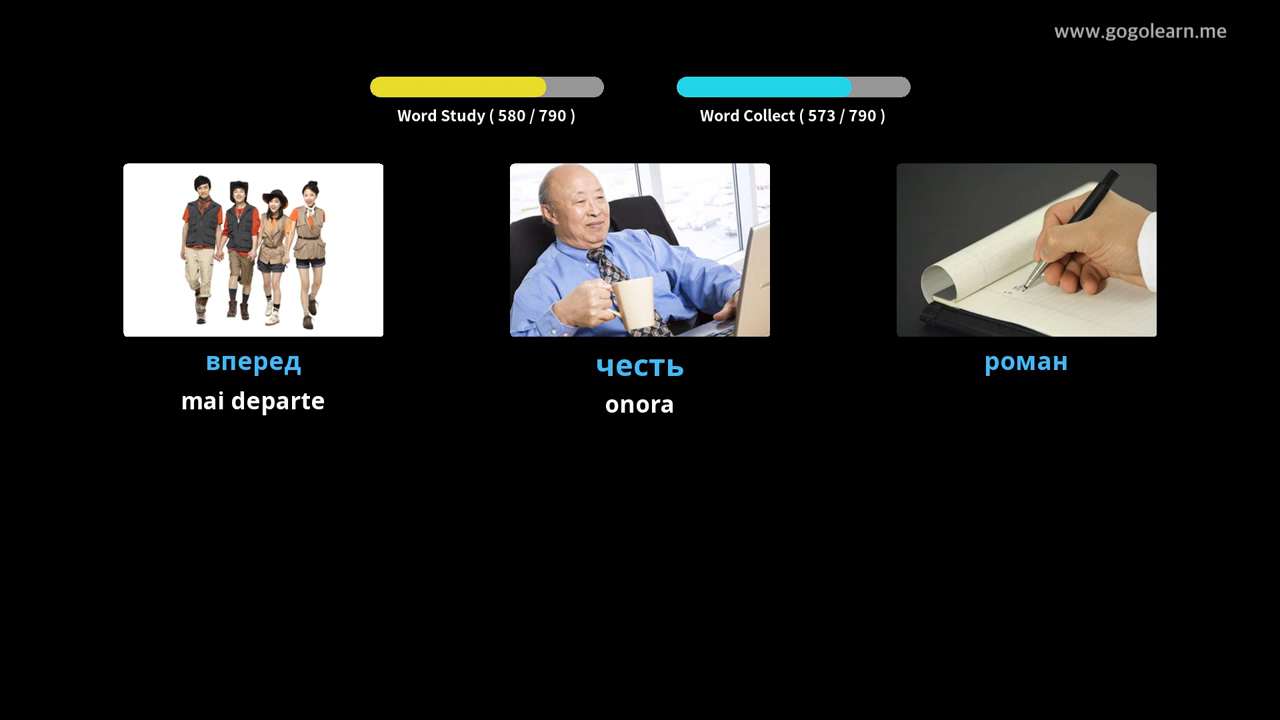 www.gogolearn.me
Word Study ( 580 / 790 )
Word Collect ( 573 / 790 )
вперед
mai departe
честь
onora
роман